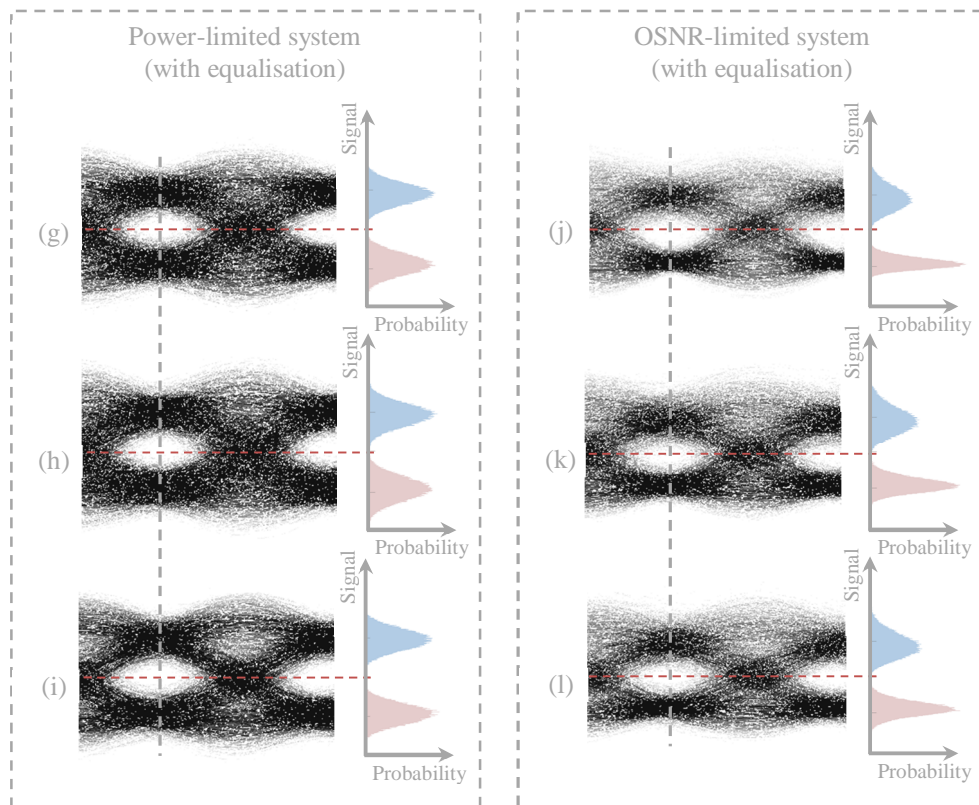 Power-limited system
(with equalisation)
Signal
(g)
Probability
Signal
(h)
Probability
Signal
(i)
Probability
OSNR-limited system
(with equalisation)
Signal
(j)
Probability
Signal
(k)
Probability
Signal
(l)
Probability